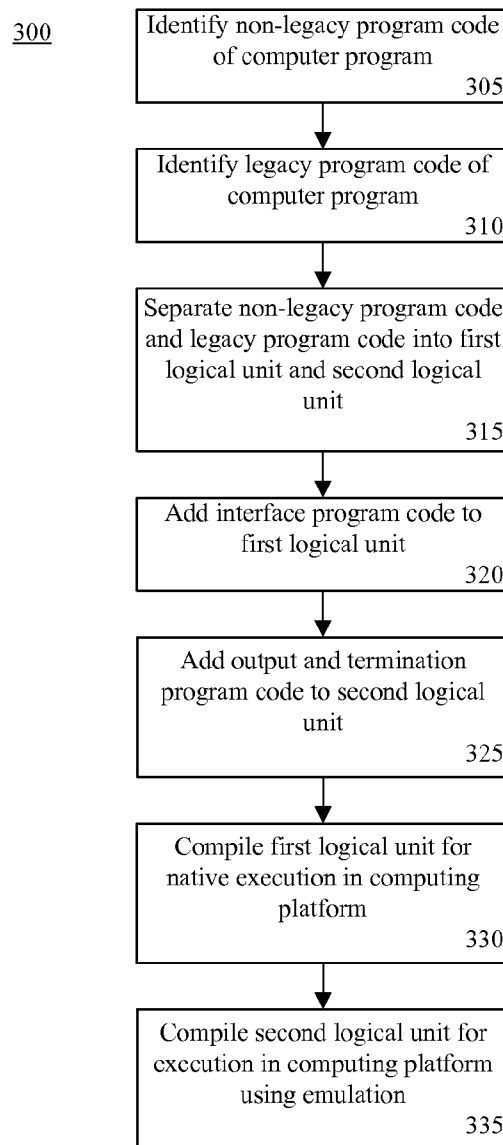 300
Identify non-legacy program code
of computer program
305
Identify legacy program code of
computer program
310
Separate non-legacy program code
and legacy program code into first
logical unit and second logical
unit
315
Add interface program code to
first logical unit
320
Add output and termination
program code to second logical
unit
325
Compile first logical unit for
native execution in computing
platform
330
Compile second logical unit for
execution in computing platform
using emulation
335